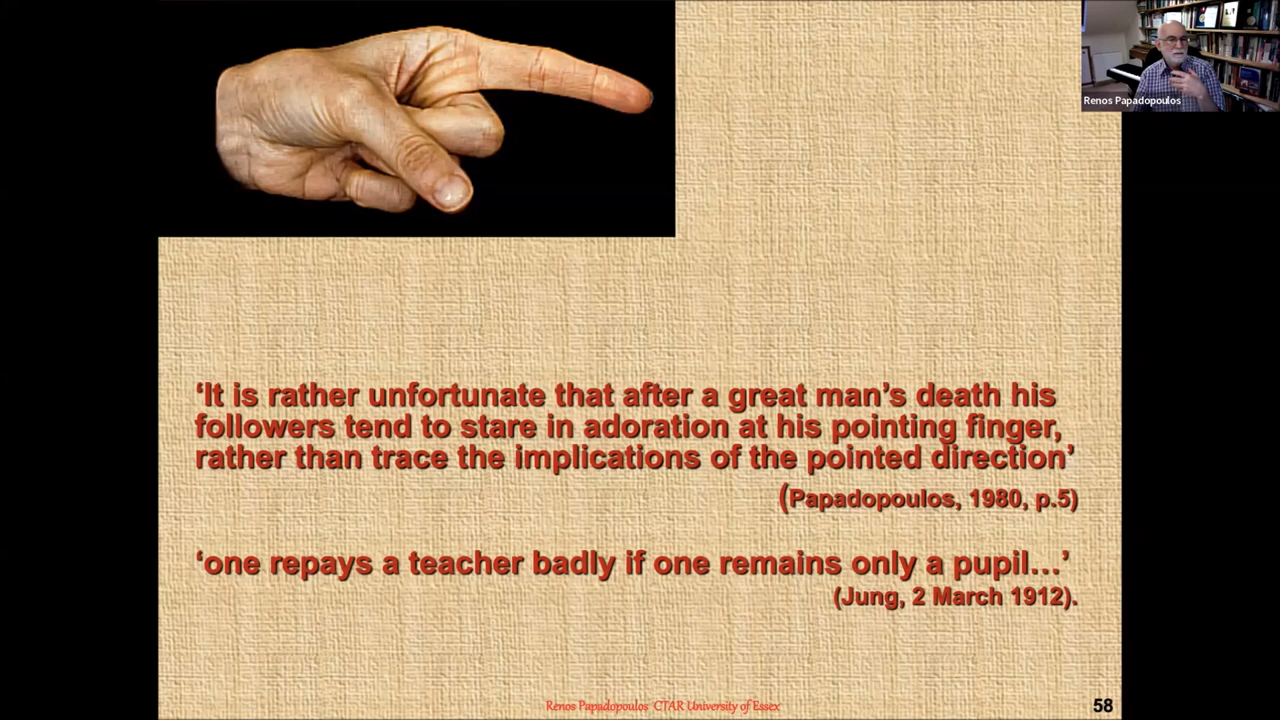 Renos Papadopoulos
‘It is rather unfortunate that after a great man’s death his
followers tend to stare in adoration at his pointing finger,
rather than trace the implications of the pointed direction’
(Papadopoulos, 1980, p.5)
‘one repays a teacher badly if one remains only a pupil…’
(Jung, 2 March 1912).
Renos Papadopoulos CTAR University of Essex
58